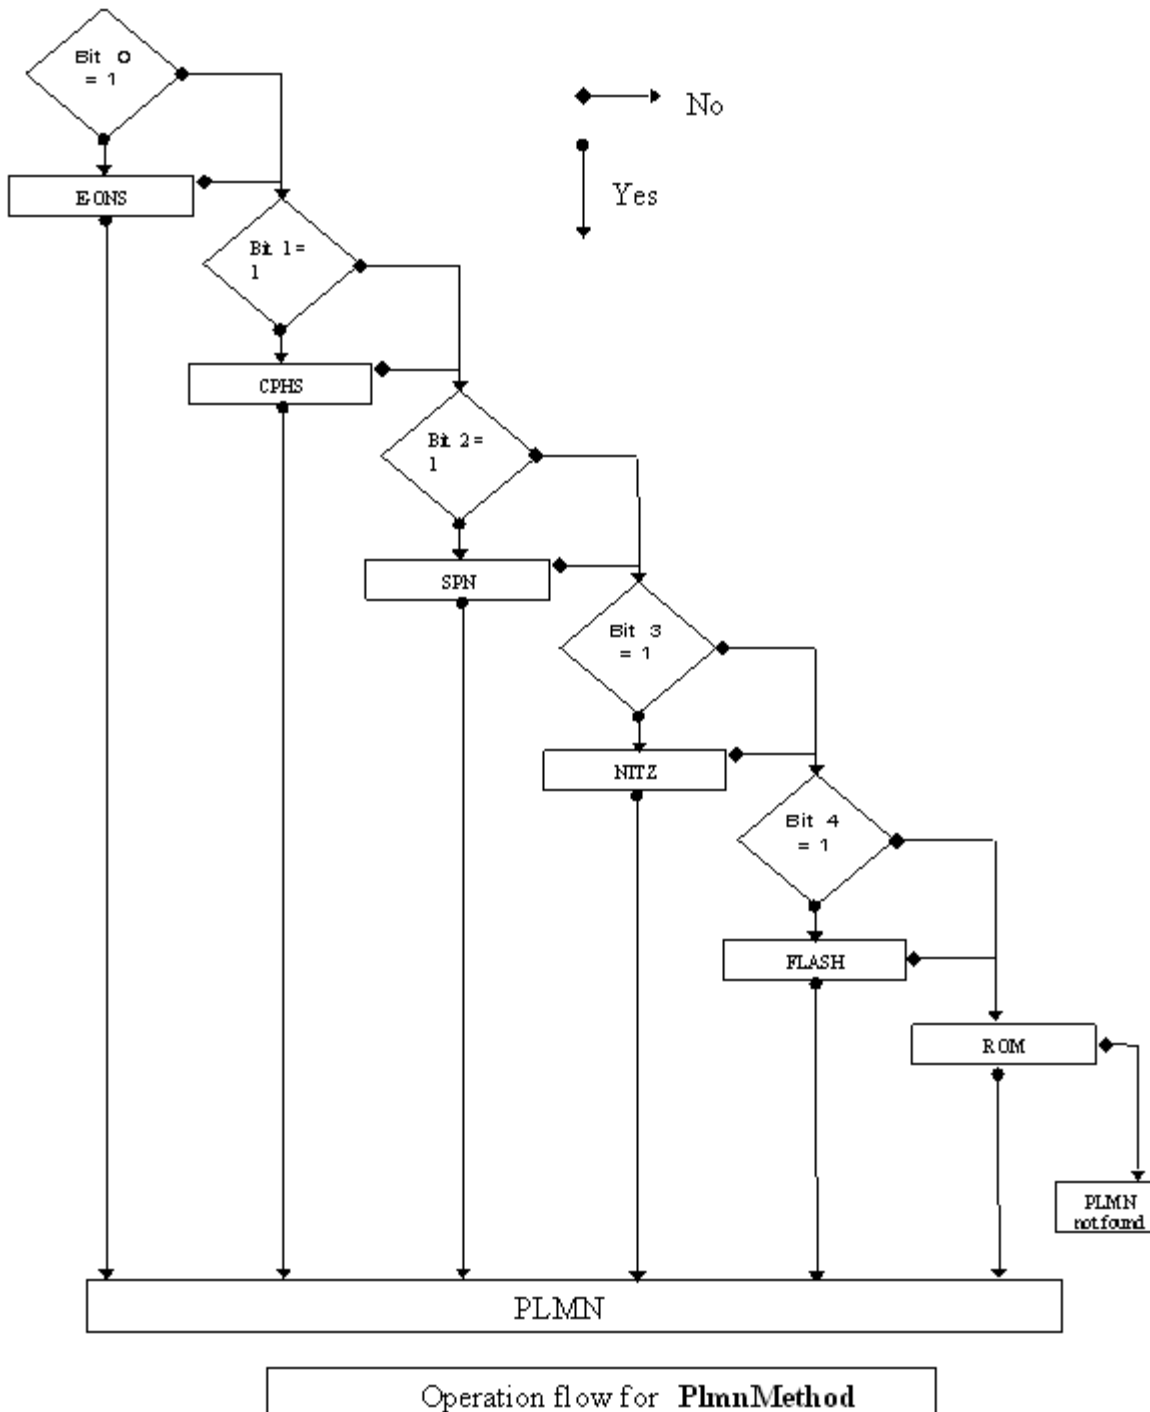 Bit 0
= 1
No
Yes
E-ONS
Bit 1 =
1
CPHS
Bit 2 =
1
SPN
Bit 3
= 1
NITZ
Bit 4
= 1
FLASH
ROM
PLMN
not found
PLMN
Operation flow for PlmnMethod